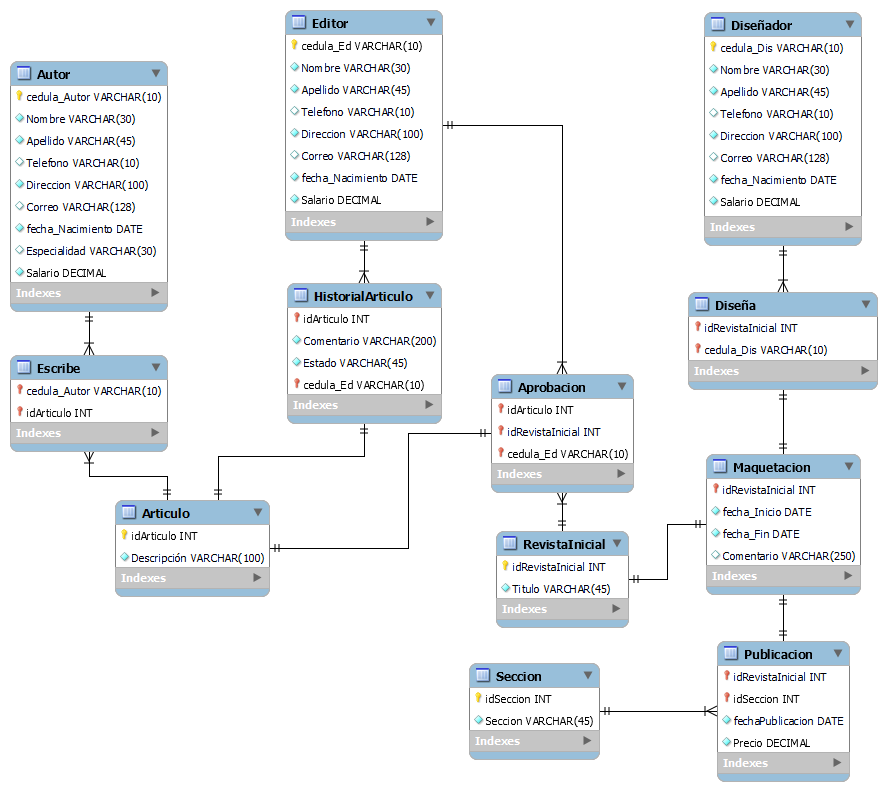 Editor
cedula_Ed VARCHAR(10)
Nombre VARCHAR(30)
Apellido VARCHAR(45)
Telefono VARCHAR(10)
Direccion VARCHAR(100)
Correo VARCHAR(128)
fecha_Nacimiento DATE
Salario DECIMAL
Indexes
Diseñador
cedula_Dis VARCHAR(10)
Nombre VARCHAR(30)
Apellido VARCHAR(45)
Telefono VARCHAR(10)
Direccion VARCHAR(100)
Correo VARCHAR(128)
fecha_Nacimiento DATE
Salario DECIMAL
Indexes
Autor
cedula_Autor VARCHAR(10)
Nombre VARCHAR(30)
Apellido VARCHAR(45)
Telefono VARCHAR(10)
Direccion VARCHAR(100)
Correo VARCHAR(128)
fecha_Nacimiento DATE
Especialidad VARCHAR(30)
Salario DECIMAL
Indexes
HistorialArticulo
idArticulo INT
Comentario VARCHAR(200)
Estado VARCHAR(45)
cedula_Ed VARCHAR(10)
Indexes
Diseña
idRevistaInicial INT
cedula_Dis VARCHAR(10)
Indexes
Escribe
cedula_Autor VARCHAR(10)
idArticulo INT
Indexes
Aprobacion
idArticulo INT
idRevistaInicial INT
cedula_Ed VARCHAR(10)
Indexes
Maquetacion
idRevistaInicial INT
fecha_Inicio DATE
fecha_Fin DATE
Comentario VARCHAR(250)
Indexes
Articulo
idArticulo INT
Descripción VARCHAR(100)
Indexes
RevistaInicial
idRevistaInicial INT
Titulo VARCHAR(45)
Indexes
Seccion
idSeccion INT
Seccion VARCHAR(45)
Indexes
Publicacion
idRevistaInicial INT
idSeccion INT
fechaPublicacion DATE
Precio DECIMAL
Indexes